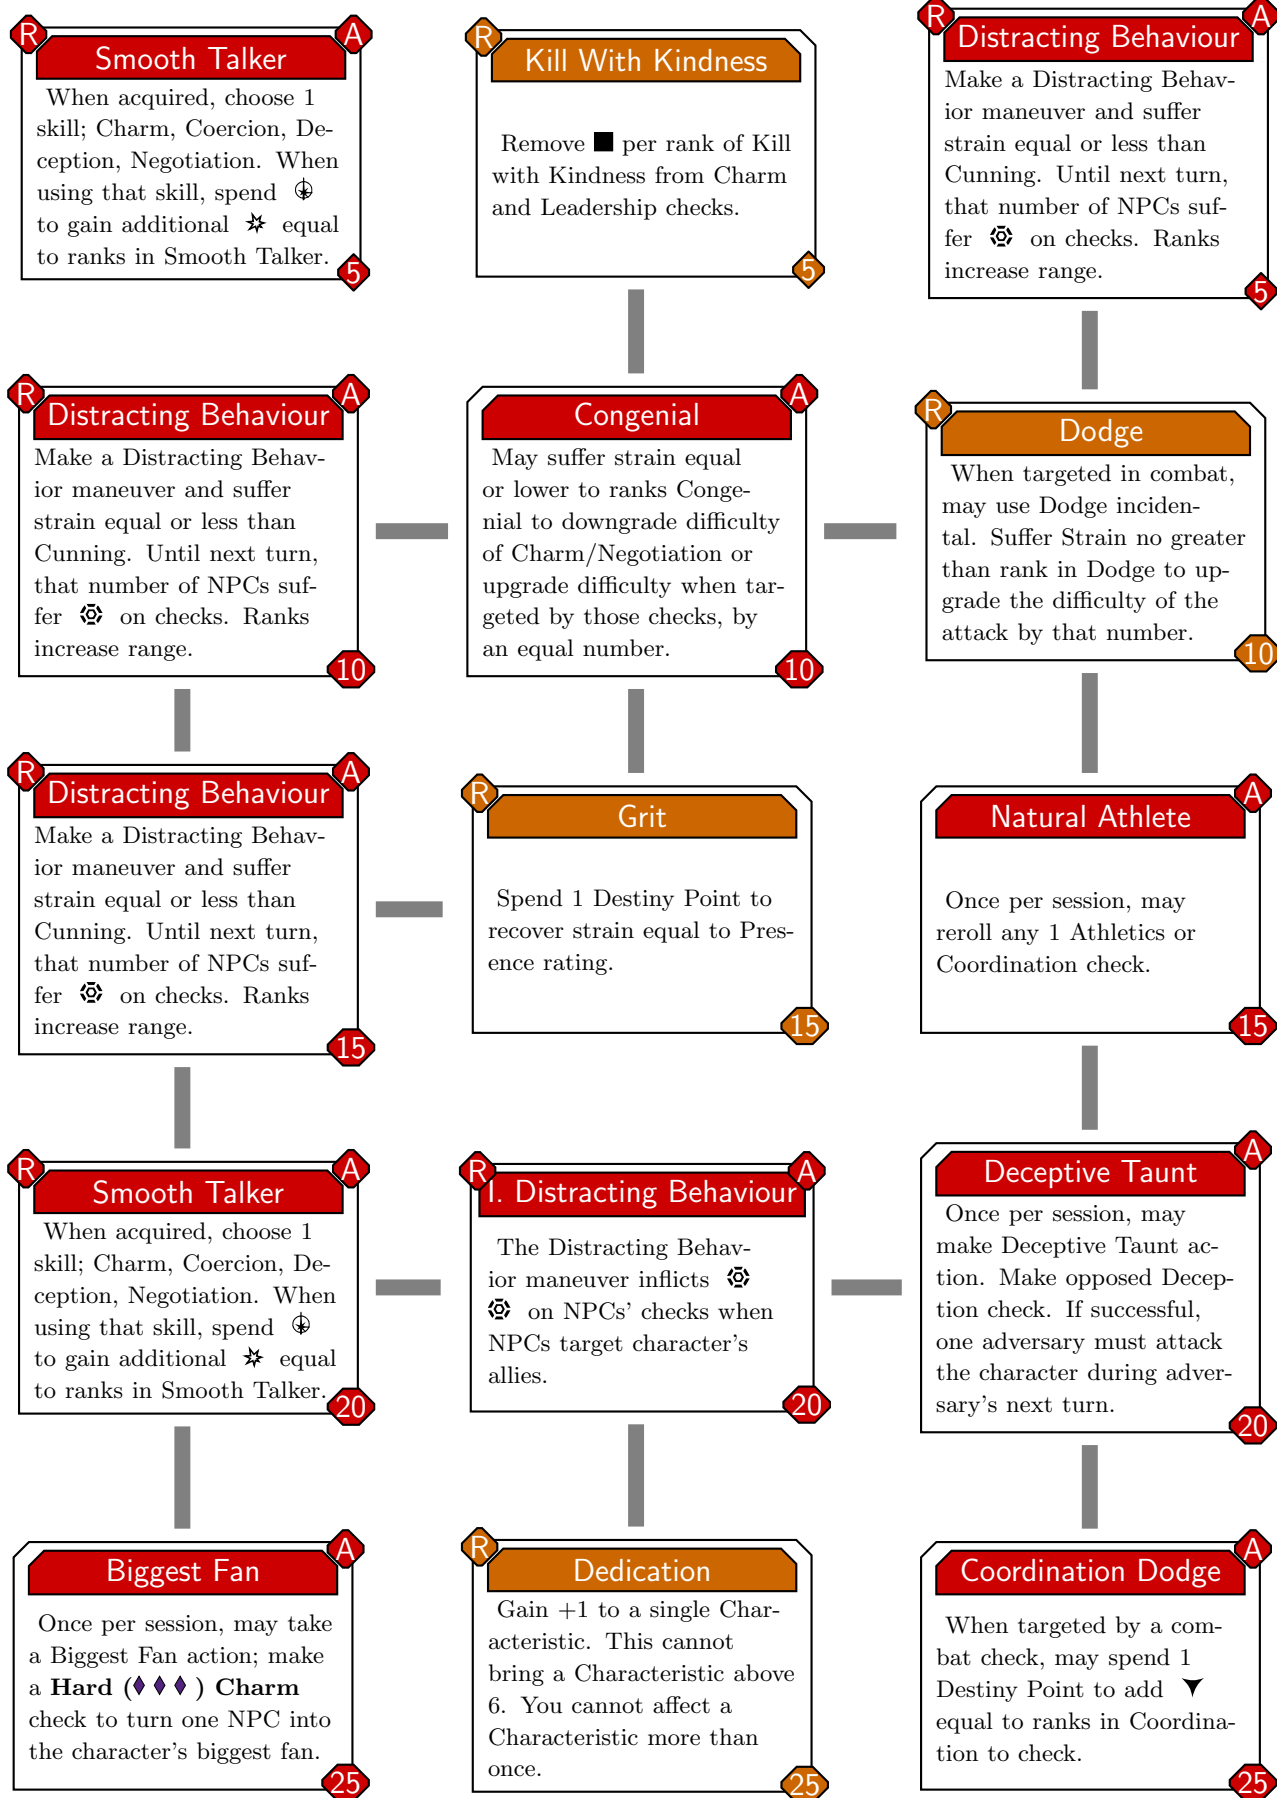 R
A
Smooth Talker
When acquired, choose 1
skill; Charm, Coercion, De-
ception, Negotiation. When
using that skill, spend
to gain additional equal
to ranks in Smooth Talker.
5
R
Kill With Kindness
Remove ■ per rank of Kill
with Kindness from Charm
and Leadership checks.
5
R
A
Distracting Behaviour
Make a Distracting Behav-
ior maneuver and suffer
strain equal or less than
Cunning. Until next turn,
that number of NPCs suf-
fer on checks. Ranks
increase range.
5
R
A
Distracting Behaviour
Make a Distracting Behav-
ior maneuver and suffer
strain equal or less than
Cunning. Until next turn,
that number of NPCs suf-
fer on checks. Ranks
increase range.
10
A
Congenial
May suffer strain equal
or lower to ranks Conge-
nial to downgrade difficulty
of Charm/Negotiation or
upgrade difficulty when tar-
geted by those checks, by
an equal number.
10
R
Dodge
When targeted in combat,
may use Dodge inciden-
tal. Suffer Strain no greater
than rank in Dodge to up-
grade the difficulty of the
attack by that number.
10
R
A
Distracting Behaviour
Make a Distracting Behav-
ior maneuver and suffer
strain equal or less than
Cunning. Until next turn,
that number of NPCs suf-
fer on checks. Ranks
increase range.
15
R
Grit
Spend 1 Destiny Point to
recover strain equal to Pres-
ence rating.
15
A
Natural Athlete
Once per session, may
reroll any 1 Athletics or
Coordination check.
15
R
A
Smooth Talker
When acquired, choose 1
skill; Charm, Coercion, De-
ception, Negotiation. When
using that skill, spend
to gain additional equal
to ranks in Smooth Talker.
20
R
A
I. Distracting Behaviour
The Distracting Behav-
ior maneuver inflicts
on NPCs' checks when
NPCs target character's
allies.
20
A
Deceptive Taunt
Once per session, may
make Deceptive Taunt ac-
tion. Make opposed Decep-
tion check. If successful,
one adversary must attack
the character during adver-
sary's next turn.
20
A
Biggest Fan
Once per session, may take
a Biggest Fan action; make
a Hard (♦ ♦ ♦ ) Charm
check to turn one NPC into
the character's biggest fan.
25
R
Dedication
Gain +1 to a single Char-
acteristic. This cannot
bring a Characteristic above
6. You cannot affect a
Characteristic more than
once.
25
A
Coordination Dodge
When targeted by a com-
bat check, may spend 1
Destiny Point to add
equal to ranks in Coordina-
tion to check.
25